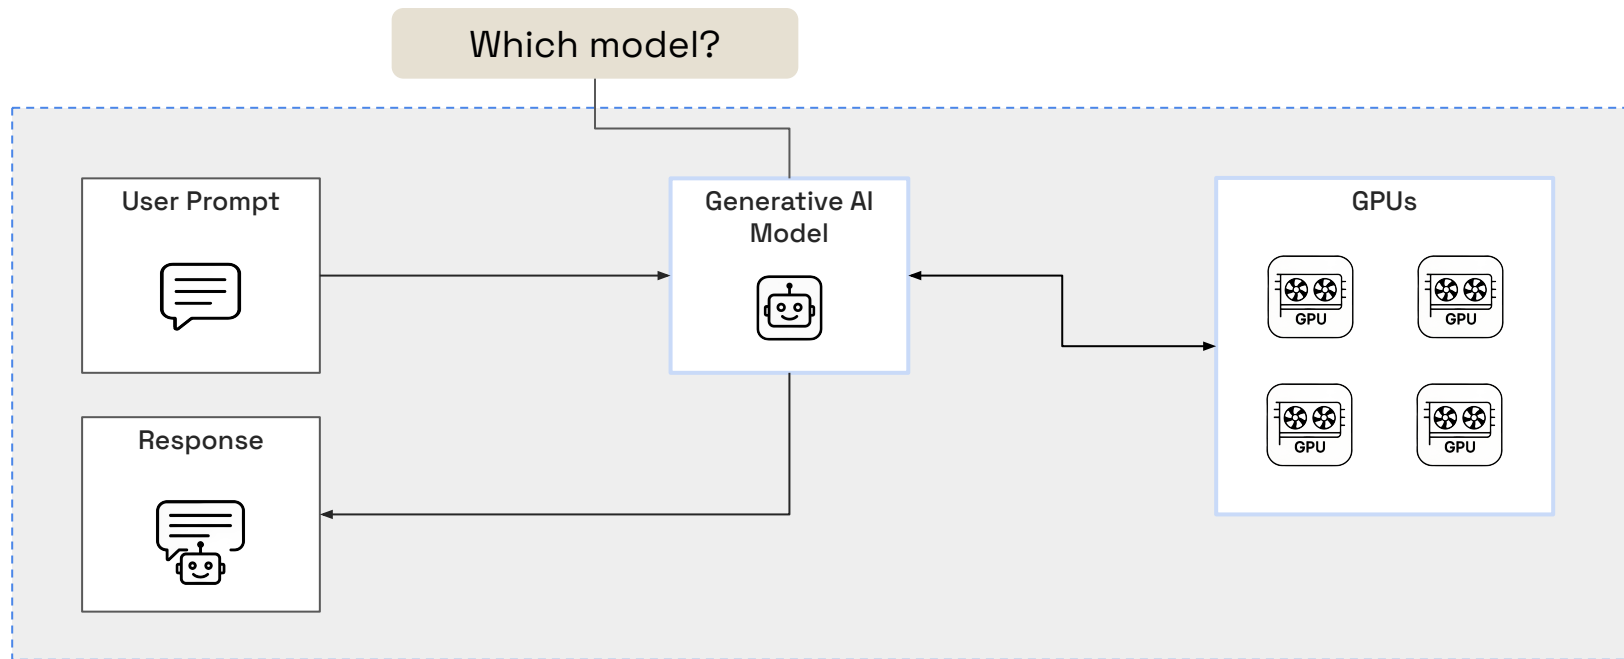 Which model?
User Prompt
Generative AI
Model
GPUs
GPU
GPU
GPU
GPU
Response